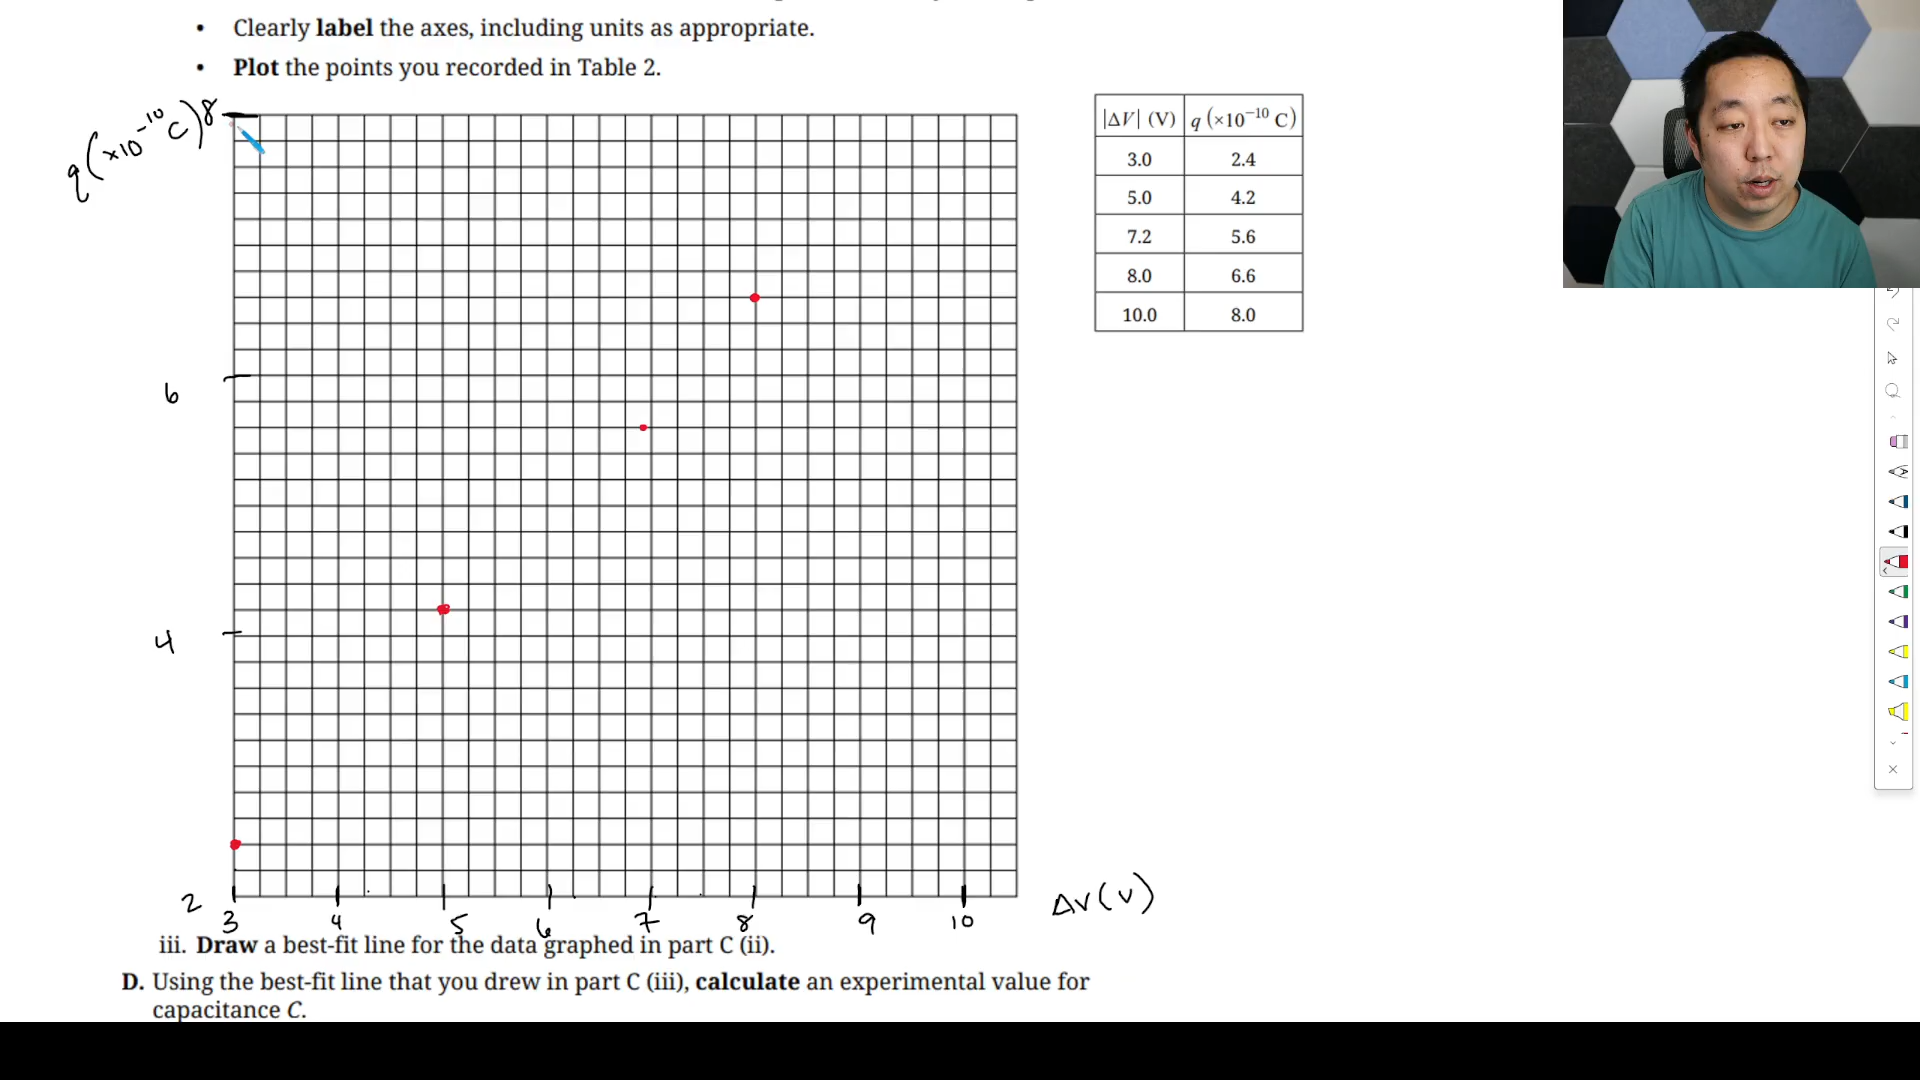 • Clearly label the axes, including units as appropriate.
• Plot the points you recorded in Table 2.
q (×10⁻¹⁰ C) 8
6
4
2
3 4 5 6 7 8 9 10
ΔV (V)
|ΔV| (V) q (×10⁻¹⁰ C)
3.0 2.4
5.0 4.2
7.2 5.6
8.0 6.6
10.0 8.0
iii. Draw a best-fit line for the data graphed in part C (ii).
D. Using the best-fit line that you drew in part C (iii), calculate an experimental value for
capacitance C.